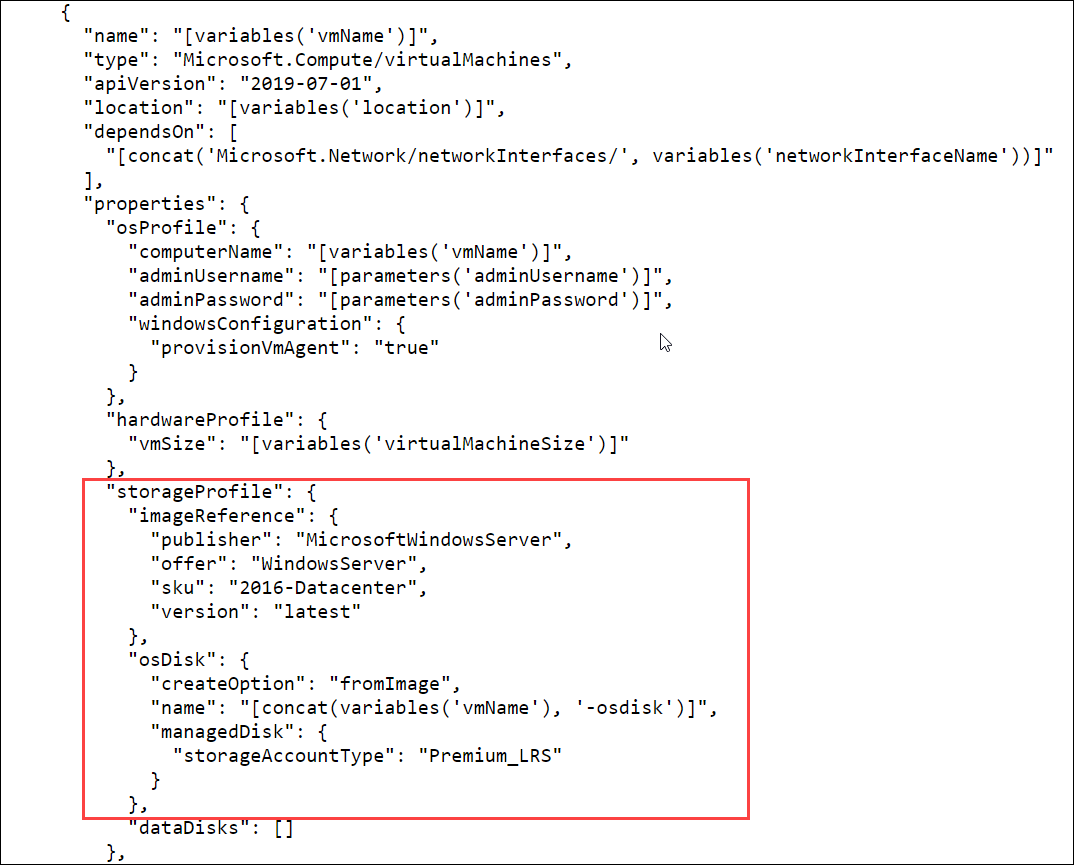 {
"name": "[variables('vmName')]",
"type": "Microsoft.Compute/virtualMachines",
"apiVersion": "2019-07-01",
"location": "[variables('location')]",
"dependsOn": [
"[concat('Microsoft.Network/networkInterfaces/', variables('networkInterfaceName'))]"
],
"properties": {
"osProfile": {
"computerName": "[variables('vmName')]",
"adminUsername": "[parameters('adminUsername')]",
"adminPassword": "[parameters('adminPassword')]",
"windowsConfiguration": {
"provisionVmAgent": "true"
}
},
"hardwareProfile": {
"vmSize": "[variables('virtualMachineSize')]"
},
"storageProfile": {
"imageReference": {
"publisher": "MicrosoftWindowsServer",
"offer": "WindowsServer",
"sku": "2016-Datacenter",
"version": "latest"
},
"osDisk": {
"createOption": "fromImage",
"name": "[concat(variables('vmName'), '-osdisk')]",
"managedDisk": {
"storageAccountType": "Premium_LRS"
}
},
"dataDisks": []
},